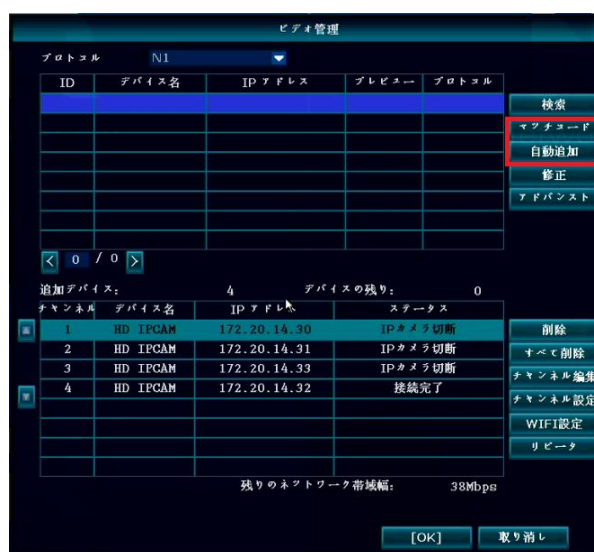 ビデオ管理
プロトコル N1
ID デバイス名 IPアドレス プレビュー プロトコル
検索
マッチコード
自動追加
修正
アドバンスト
< 0 / 0 >
追加デバイス: 4 デバイスの残り: 0
チャンネル デバイス名 IPアドレス ステータス
1 HD IPCAM 172.20.14.30 IPカメラ切断
削除
2 HD IPCAM 172.20.14.31 IPカメラ切断
すべて削除
3 HD IPCAM 172.20.14.33 IPカメラ切断
チャンネル編集
4 HD IPCAM 172.20.14.32 接続完了
チャンネル設定
WIFI設定
リピータ
残りのネットワーク帯域幅: 38Mbps
[OK] 取り消し